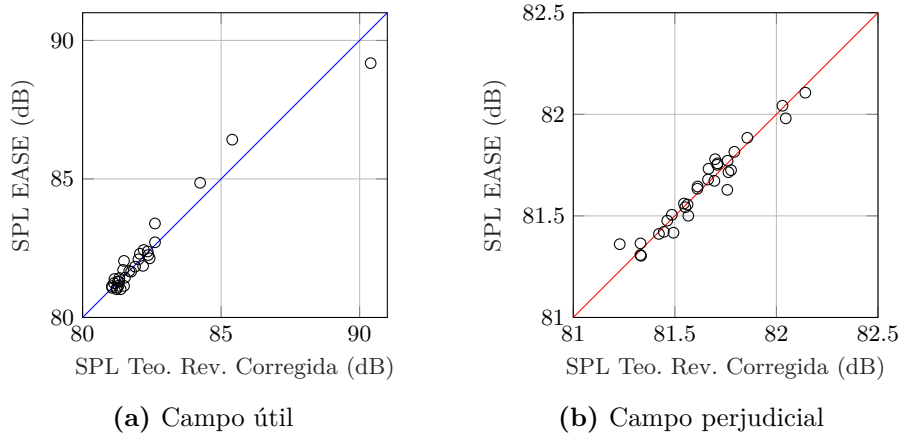 90
85
80
80
85
90
SPL EASE (dB)
SPL Teo. Rev. Corregida (dB)
(a) Campo útil
82.5
82
81.5
81
81
81.5
82
82.5
SPL EASE (dB)
SPL Teo. Rev. Corregida (dB)
(b) Campo perjudicial